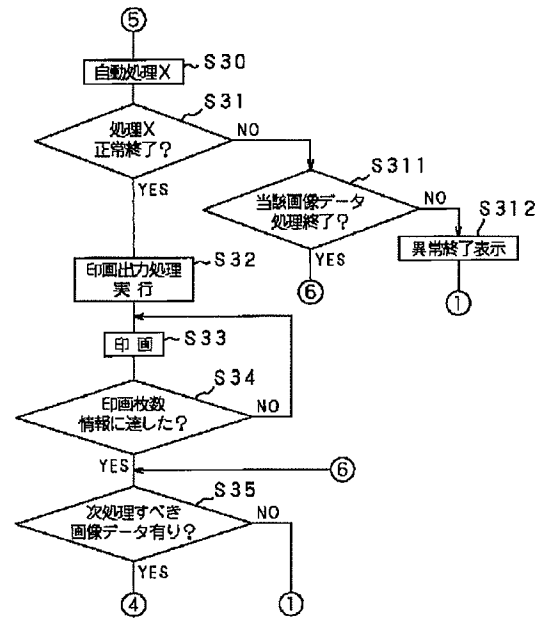 ⑤
自動処理X
S30
S31
処理X
正常終了?
NO
YES
S311
当該画像データ
処理終了?
NO
YES
S312
異常終了表示
⑥
①
S32
印画出力処理
実行
印画
S33
S34
印画枚数
情報に達した?
NO
YES
⑥
S35
次処理すべき
画像データ有り?
NO
YES
④
①